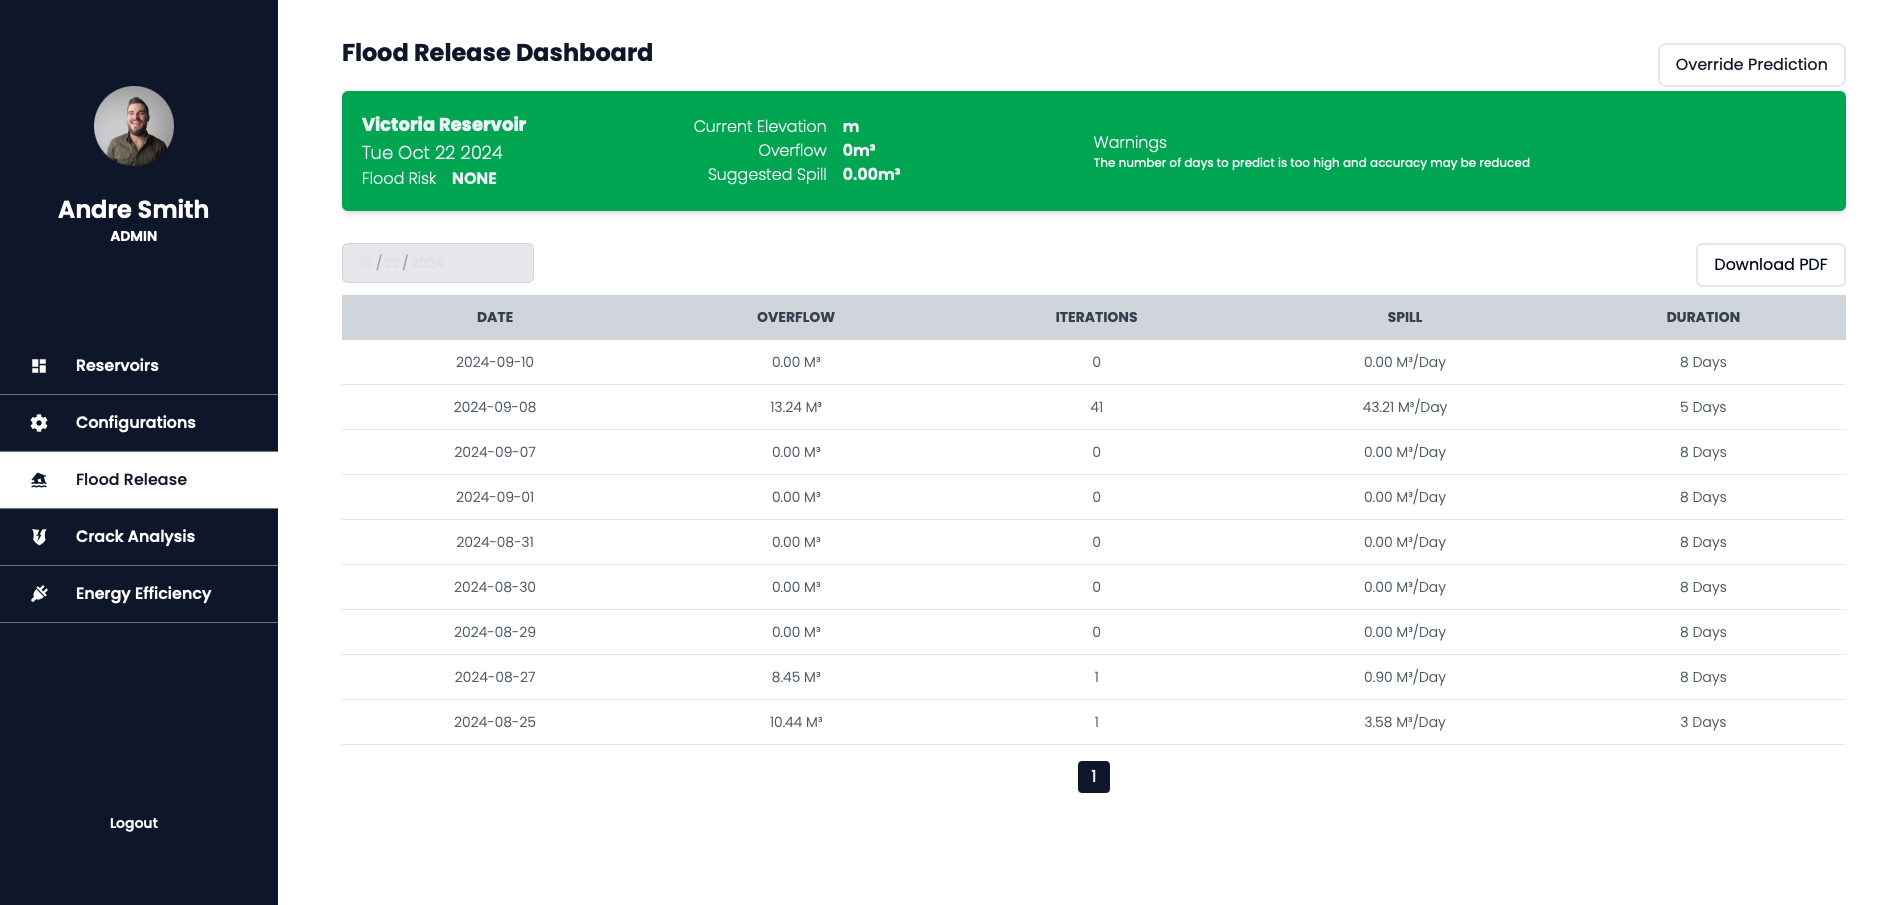 Andre Smith
ADMIN
Reservoirs
Configurations
Flood Release
Crack Analysis
Energy Efficiency
Logout
Flood Release Dashboard
Override Prediction
Victoria Reservoir
Tue Oct 22 2024
Flood Risk NONE
Current Elevation m
Overflow 0m³
Suggested Spill 0.00m³
Warnings
The number of days to predict is too high and accuracy may be reduced
10/22/2024
Download PDF
DATE OVERFLOW ITERATIONS SPILL DURATION
2024-09-10 0.00 M³ 0 0.00 M³/Day 8 Days
2024-09-08 13.24 M³ 41 43.21 M³/Day 5 Days
2024-09-07 0.00 M³ 0 0.00 M³/Day 8 Days
2024-09-01 0.00 M³ 0 0.00 M³/Day 8 Days
2024-08-31 0.00 M³ 0 0.00 M³/Day 8 Days
2024-08-30 0.00 M³ 0 0.00 M³/Day 8 Days
2024-08-29 0.00 M³ 0 0.00 M³/Day 8 Days
2024-08-27 8.45 M³ 1 0.90 M³/Day 8 Days
2024-08-25 10.44 M³ 1 3.58 M³/Day 3 Days
1